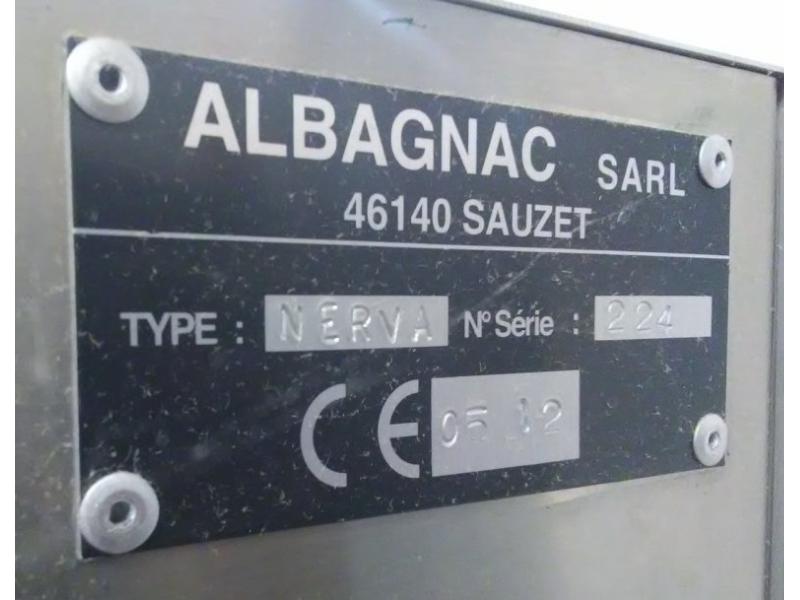 ALBAGNAC SARL
46140 SAUZET
TYPE : NERVA N° Série : 224
CE 05 12